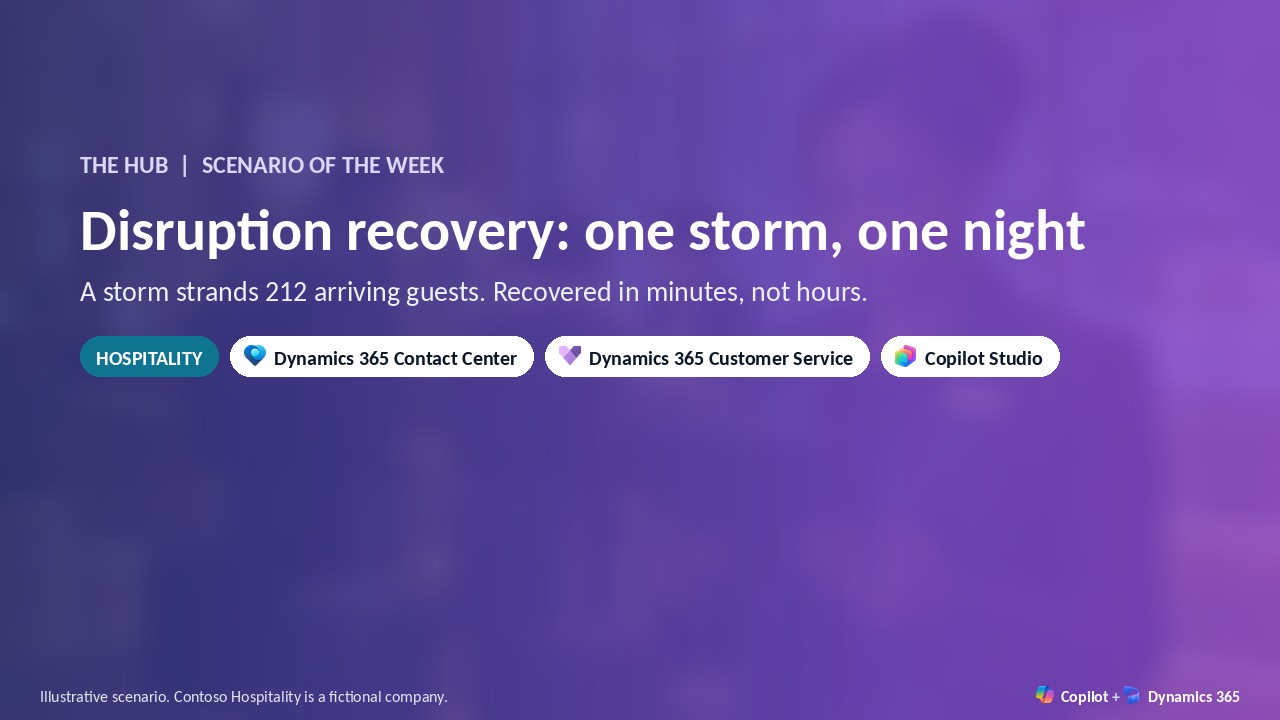 THE HUB | SCENARIO OF THE WEEK
Disruption recovery: one storm, one night
A storm strands 212 arriving guests. Recovered in minutes, not hours.
HOSPITALITY Dynamics 365 Contact Center Dynamics 365 Customer Service Copilot Studio
Illustrative scenario. Contoso Hospitality is a fictional company. Copilot + Dynamics 365